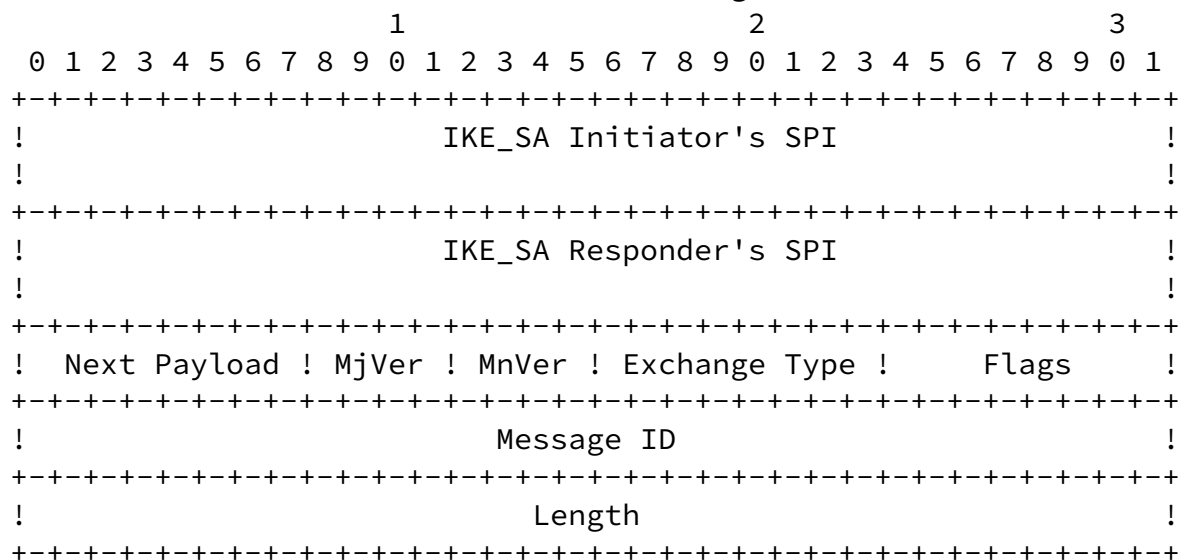 1                   2                   3
 0 1 2 3 4 5 6 7 8 9 0 1 2 3 4 5 6 7 8 9 0 1 2 3 4 5 6 7 8 9 0 1
+-+-+-+-+-+-+-+-+-+-+-+-+-+-+-+-+-+-+-+-+-+-+-+-+-+-+-+-+-+-+-+-+
!                       IKE_SA Initiator's SPI                  !
!                                                               !
+-+-+-+-+-+-+-+-+-+-+-+-+-+-+-+-+-+-+-+-+-+-+-+-+-+-+-+-+-+-+-+-+
!                       IKE_SA Responder's SPI                  !
!                                                               !
+-+-+-+-+-+-+-+-+-+-+-+-+-+-+-+-+-+-+-+-+-+-+-+-+-+-+-+-+-+-+-+-+
!  Next Payload ! MjVer ! MnVer ! Exchange Type !     Flags     !
+-+-+-+-+-+-+-+-+-+-+-+-+-+-+-+-+-+-+-+-+-+-+-+-+-+-+-+-+-+-+-+-+
!                          Message ID                           !
+-+-+-+-+-+-+-+-+-+-+-+-+-+-+-+-+-+-+-+-+-+-+-+-+-+-+-+-+-+-+-+-+
!                            Length                             !
+-+-+-+-+-+-+-+-+-+-+-+-+-+-+-+-+-+-+-+-+-+-+-+-+-+-+-+-+-+-+-+-+